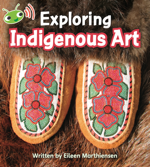 Exploring
Indigenous Art
Written by Eileen Marthiensen